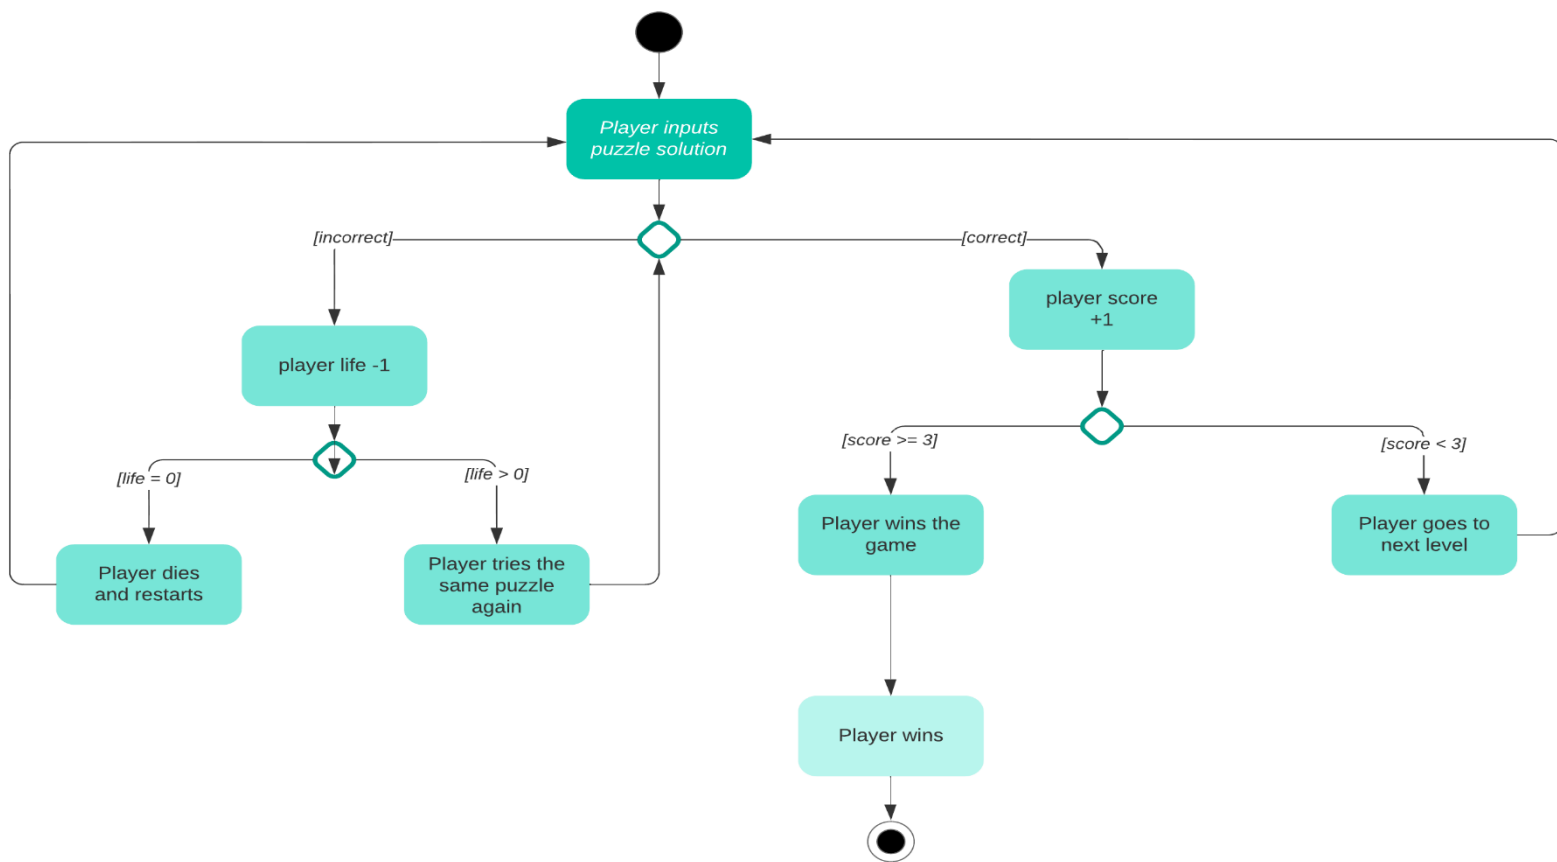 Player inputs
puzzle solution
[incorrect]
[correct]
player score
+1
player life -1
[score >= 3]
[score < 3]
[life = 0]
[life > 0]
Player wins the
game
Player goes to
next level
Player dies
and restarts
Player tries the
same puzzle
again
Player wins